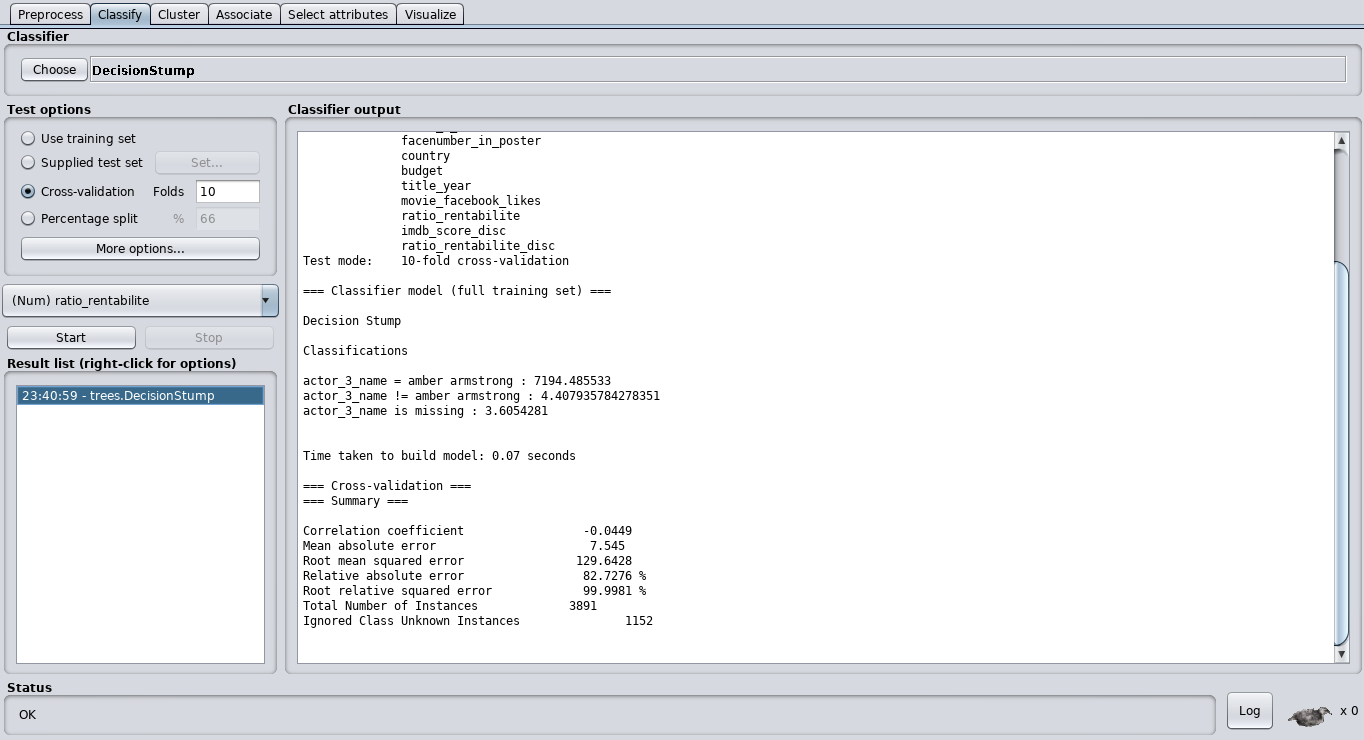 Preprocess Classify Cluster Associate Select attributes Visualize
Classifier
Choose DecisionStump
Test options
Use training set
Supplied test set Set...
Cross-validation Folds 10
Percentage split % 66
More options...
(Num) ratio_rentabilite
Start Stop
Result list (right-click for options)
23:40:59 - trees.DecisionStump
Classifier output
facenumber_in_poster
country
budget
title_year
movie_facebook_likes
ratio_rentabilite
imdb_score_disc
ratio_rentabilite_disc
Test mode: 10-fold cross-validation
=== Classifier model (full training set) ===
Decision Stump
Classifications
actor_3_name = amber armstrong : 7194.485533
actor_3_name != amber armstrong : 4.407935784278351
actor_3_name is missing : 3.6054281
Time taken to build model: 0.07 seconds
=== Cross-validation ===
=== Summary ===
Correlation coefficient -0.0449
Mean absolute error 7.545
Root mean squared error 129.6428
Relative absolute error 82.7276 %
Root relative squared error 99.9981 %
Total Number of Instances 3891
Ignored Class Unknown Instances 1152
Status
OK
Log x 0